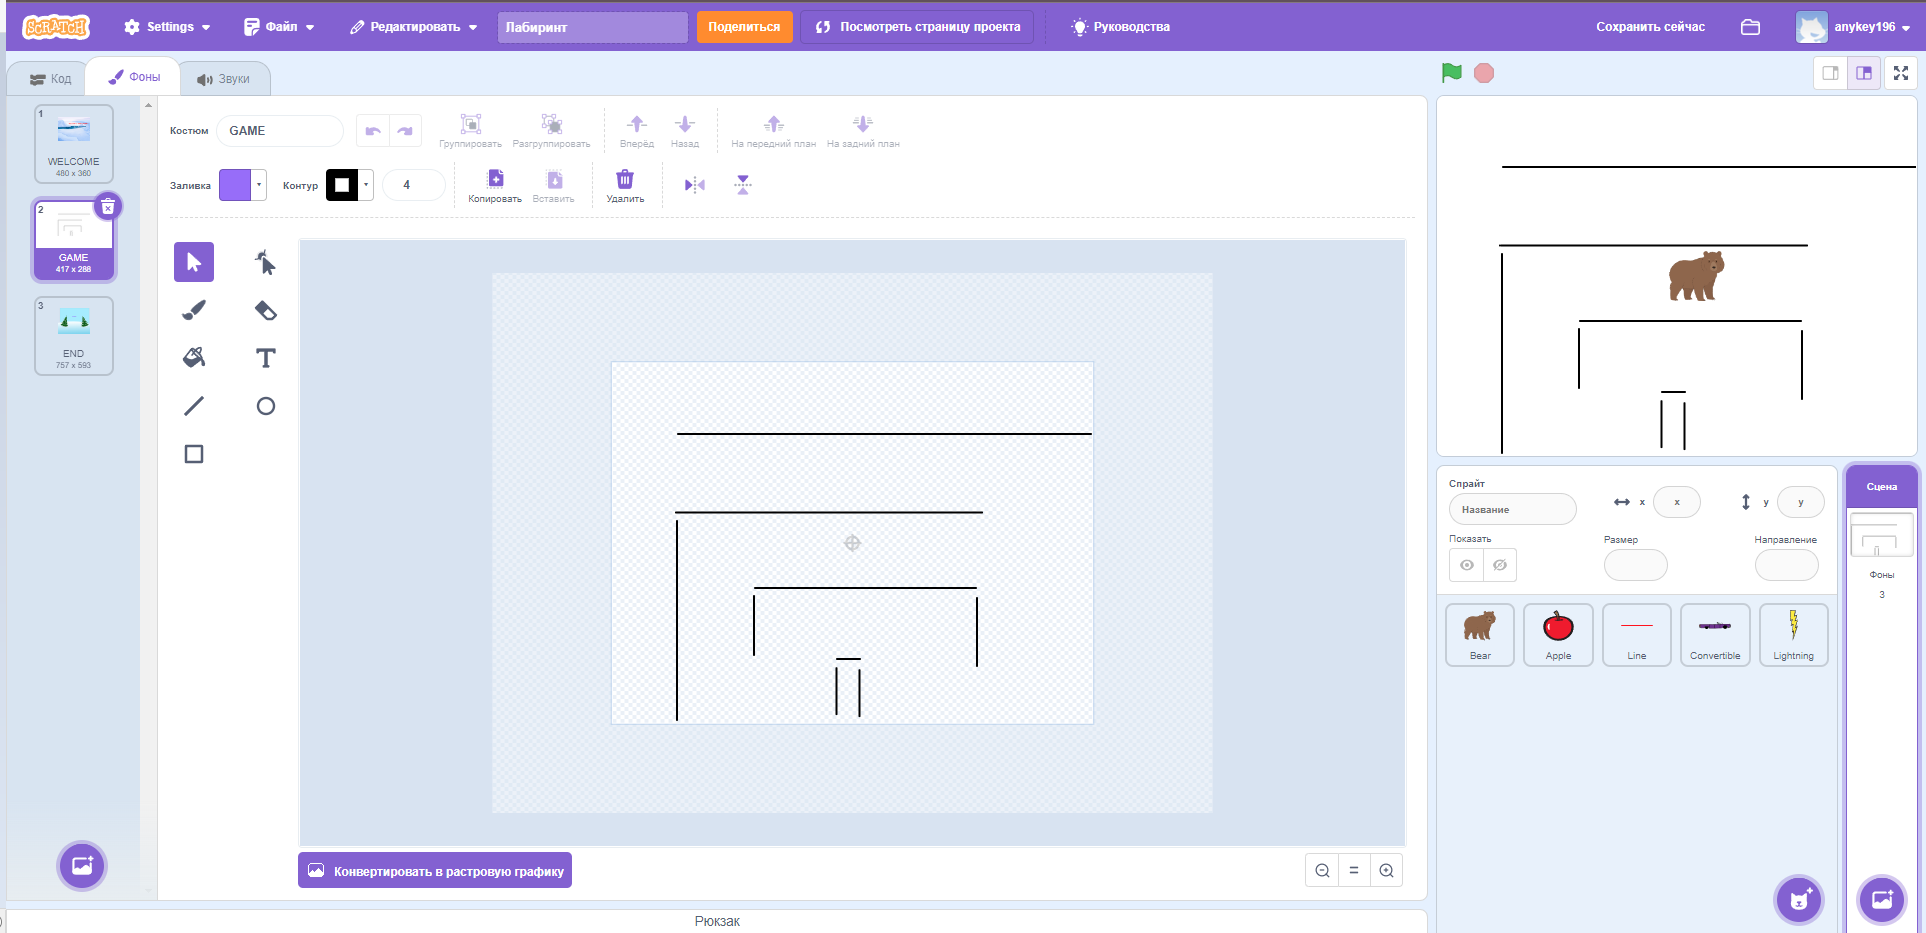 SCRATCH
Settings
Файл
Редактировать
Лабиринт
Поделиться
Посмотреть страницу проекта
Руководства
Сохранить сейчас
anykey196
Код
Фоны
Звуки
1
WELCOME
480 x 360
2
GAME
417 x 288
3
END
757 x 593
Костюм
GAME
Группировать
Разгруппировать
Вперёд
Назад
На передний план
На задний план
Заливка
Контур
4
Копировать
Вставить
Удалить
T
Конвертировать в растровую графику
=
Рюкзак
Спрайт
Название
x
x
y
y
Показать
Размер
Направление
Bear
Apple
Line
Convertible
Lightning
Сцена
Фоны
3